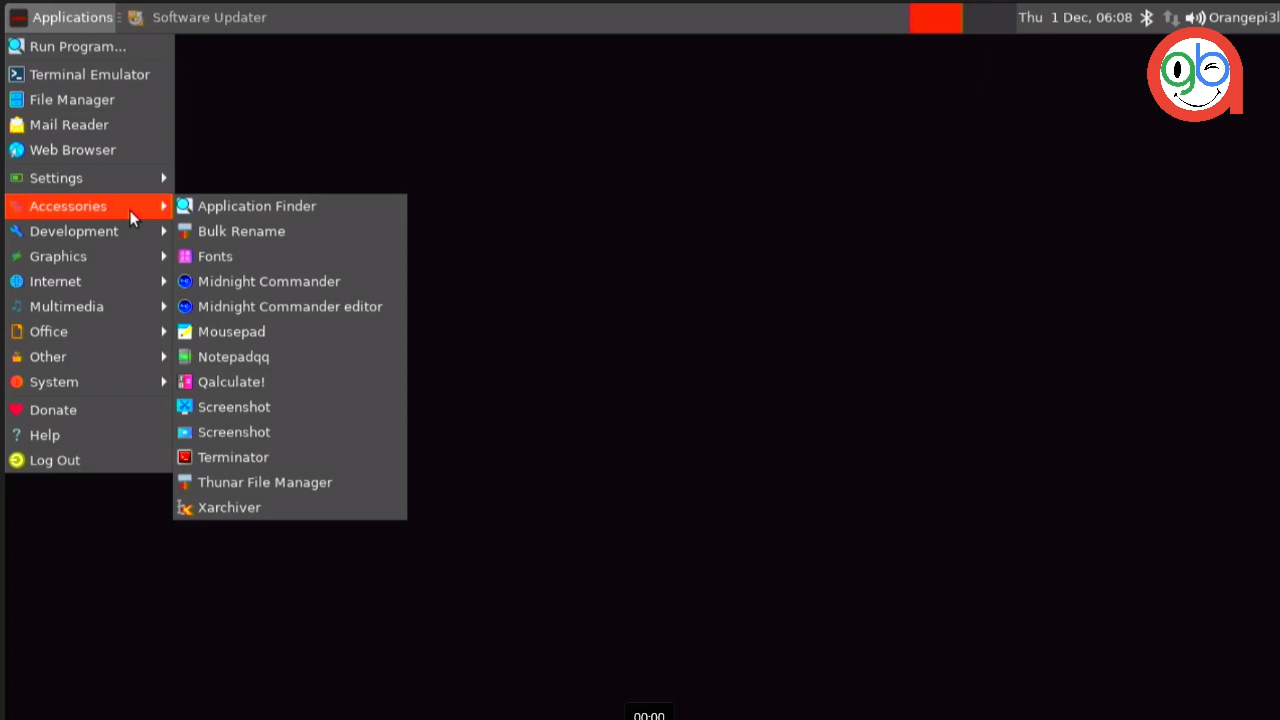 Applications
Software Updater
Thu 1 Dec, 06:08
Orangepi3l
gb
Run Program...
Terminal Emulator
File Manager
Mail Reader
Web Browser
Settings
Accessories
Development
Graphics
Internet
Multimedia
Office
Other
System
Donate
Help
Log Out
Application Finder
Bulk Rename
Fonts
Midnight Commander
Midnight Commander editor
Mousepad
Notepadqq
Qalculate!
Screenshot
Screenshot
Terminator
Thunar File Manager
Xarchiver
00:00